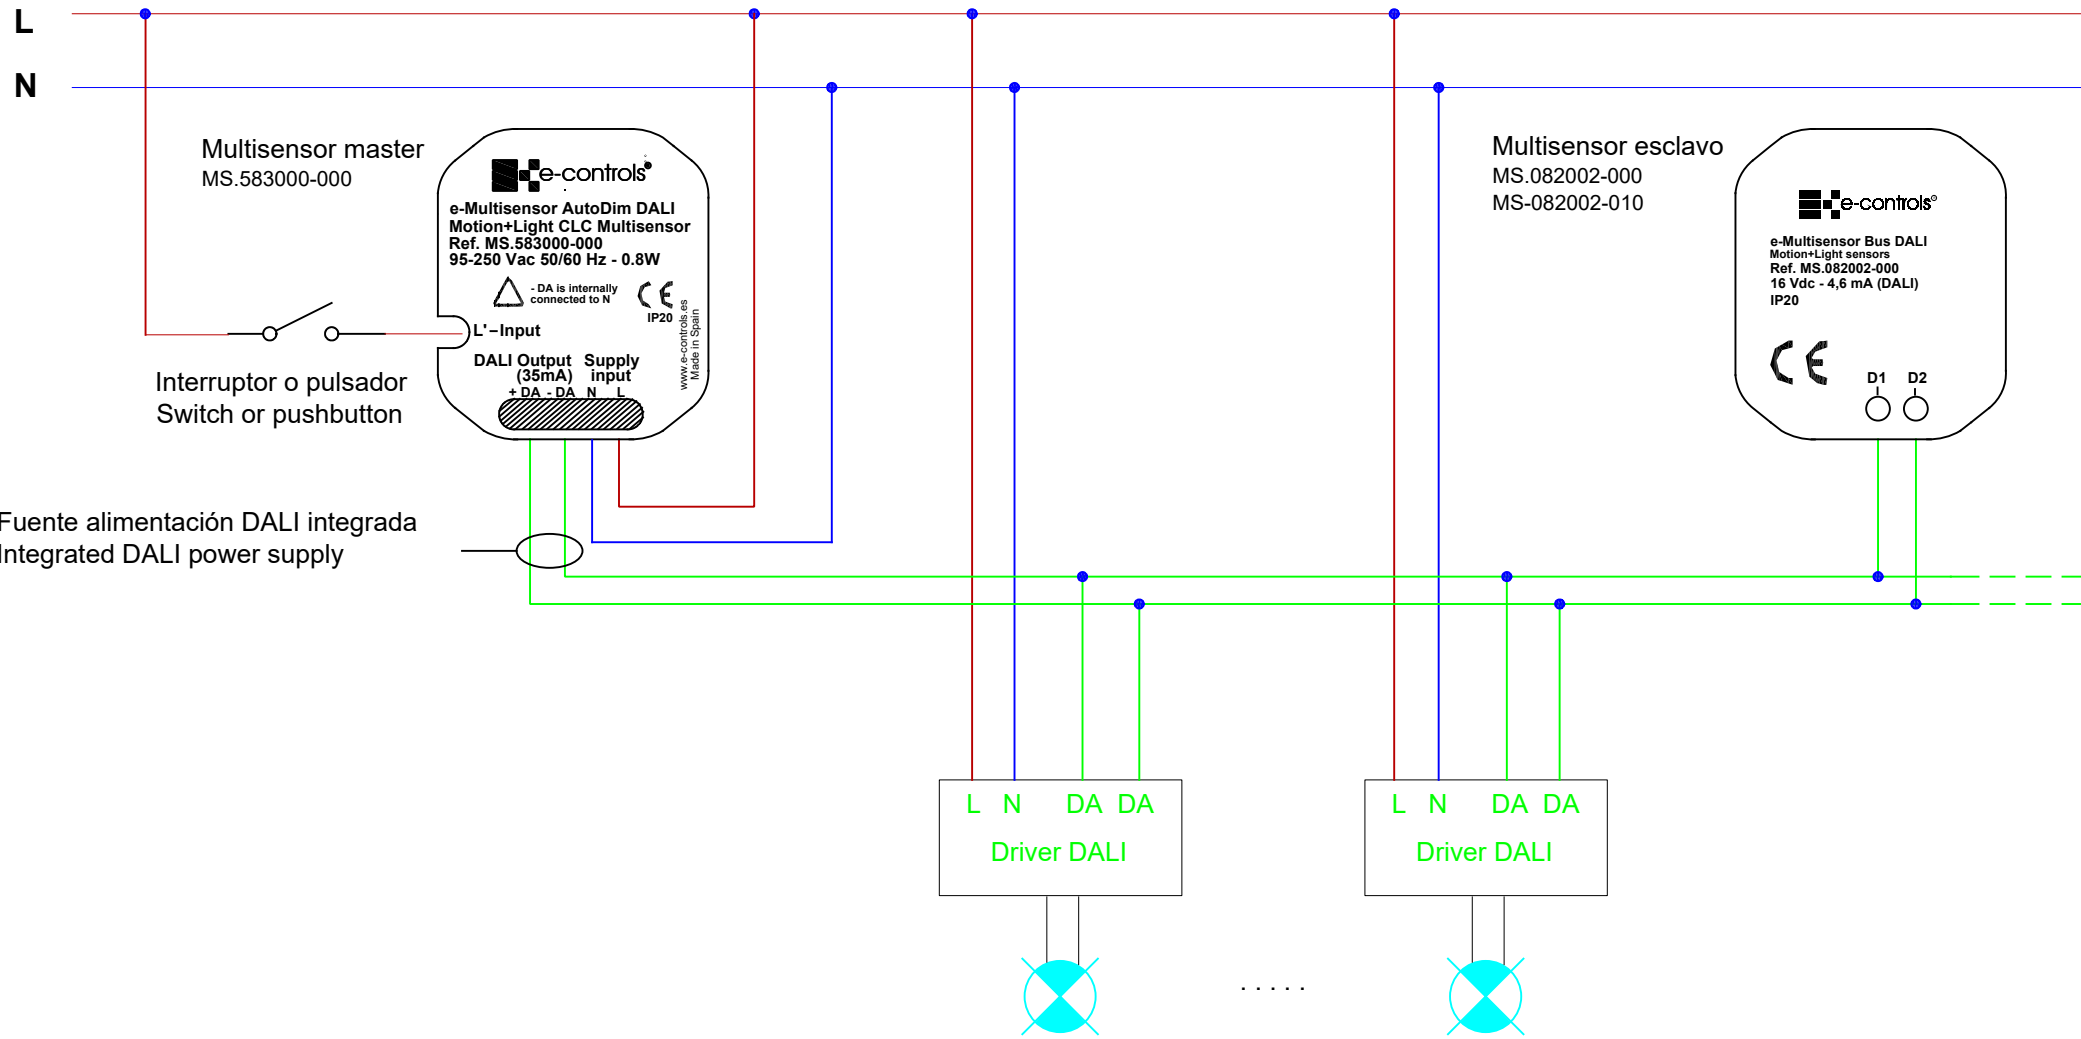 L
N
Multisensor master
MS.583000-000
e-controls®
e-Multisensor AutoDim DALI
Motion+Light CLC Multisensor
Ref. MS.583000-000
95-250 Vac 50/60 Hz - 0.8W
- DA is internally
connected to N
CE
IP20
www.e-controls.es
Made in Spain
L'-Input
DALI Output Supply
(35mA) input
+ DA - DA N L
Interruptor o pulsador
Switch or pushbutton
Fuente alimentación DALI integrada
Integrated DALI power supply
Multisensor esclavo
MS.082002-000
MS-082002-010
e-controls®
e-Multisensor Bus DALI
Motion+Light sensors
Ref. MS.082002-000
16 Vdc - 4,6 mA (DALI)
IP20
CE
D1 D2
L N DA DA
Driver DALI
L N DA DA
Driver DALI
. . . . .